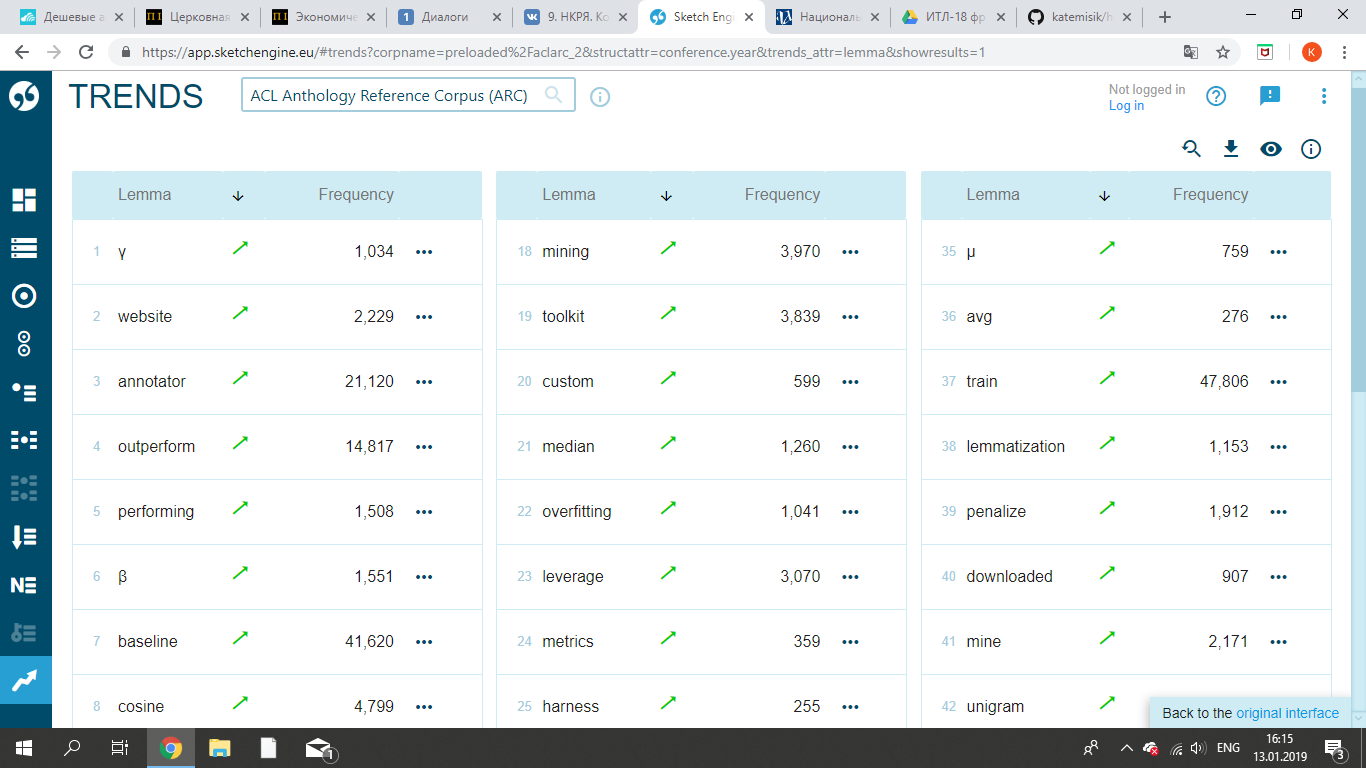 Дешевые а
Церковная
Экономиче
1 Диалоги
9. НКРЯ. Ко
Sketch Eng
Националь
ИТЛ-18 фр
katemisik/h
https://app.sketchengine.eu/#trends?corpname=preloaded%2Faclarc_2&structattr=conference.year&trends_attr=lemma&showresults=1
K
TRENDS
ACL Anthology Reference Corpus (ARC)
Not logged in
Log in
Lemma Frequency
1 γ 1,034
2 website 2,229
3 annotator 21,120
4 outperform 14,817
5 performing 1,508
6 β 1,551
7 baseline 41,620
8 cosine 4,799
Lemma Frequency
18 mining 3,970
19 toolkit 3,839
20 custom 599
21 median 1,260
22 overfitting 1,041
23 leverage 3,070
24 metrics 359
25 harness 255
Lemma Frequency
35 μ 759
36 avg 276
37 train 47,806
38 lemmatization 1,153
39 penalize 1,912
40 downloaded 907
41 mine 2,171
42 unigram
Back to the original interface
N
1
ENG
16:15
13.01.2019
3